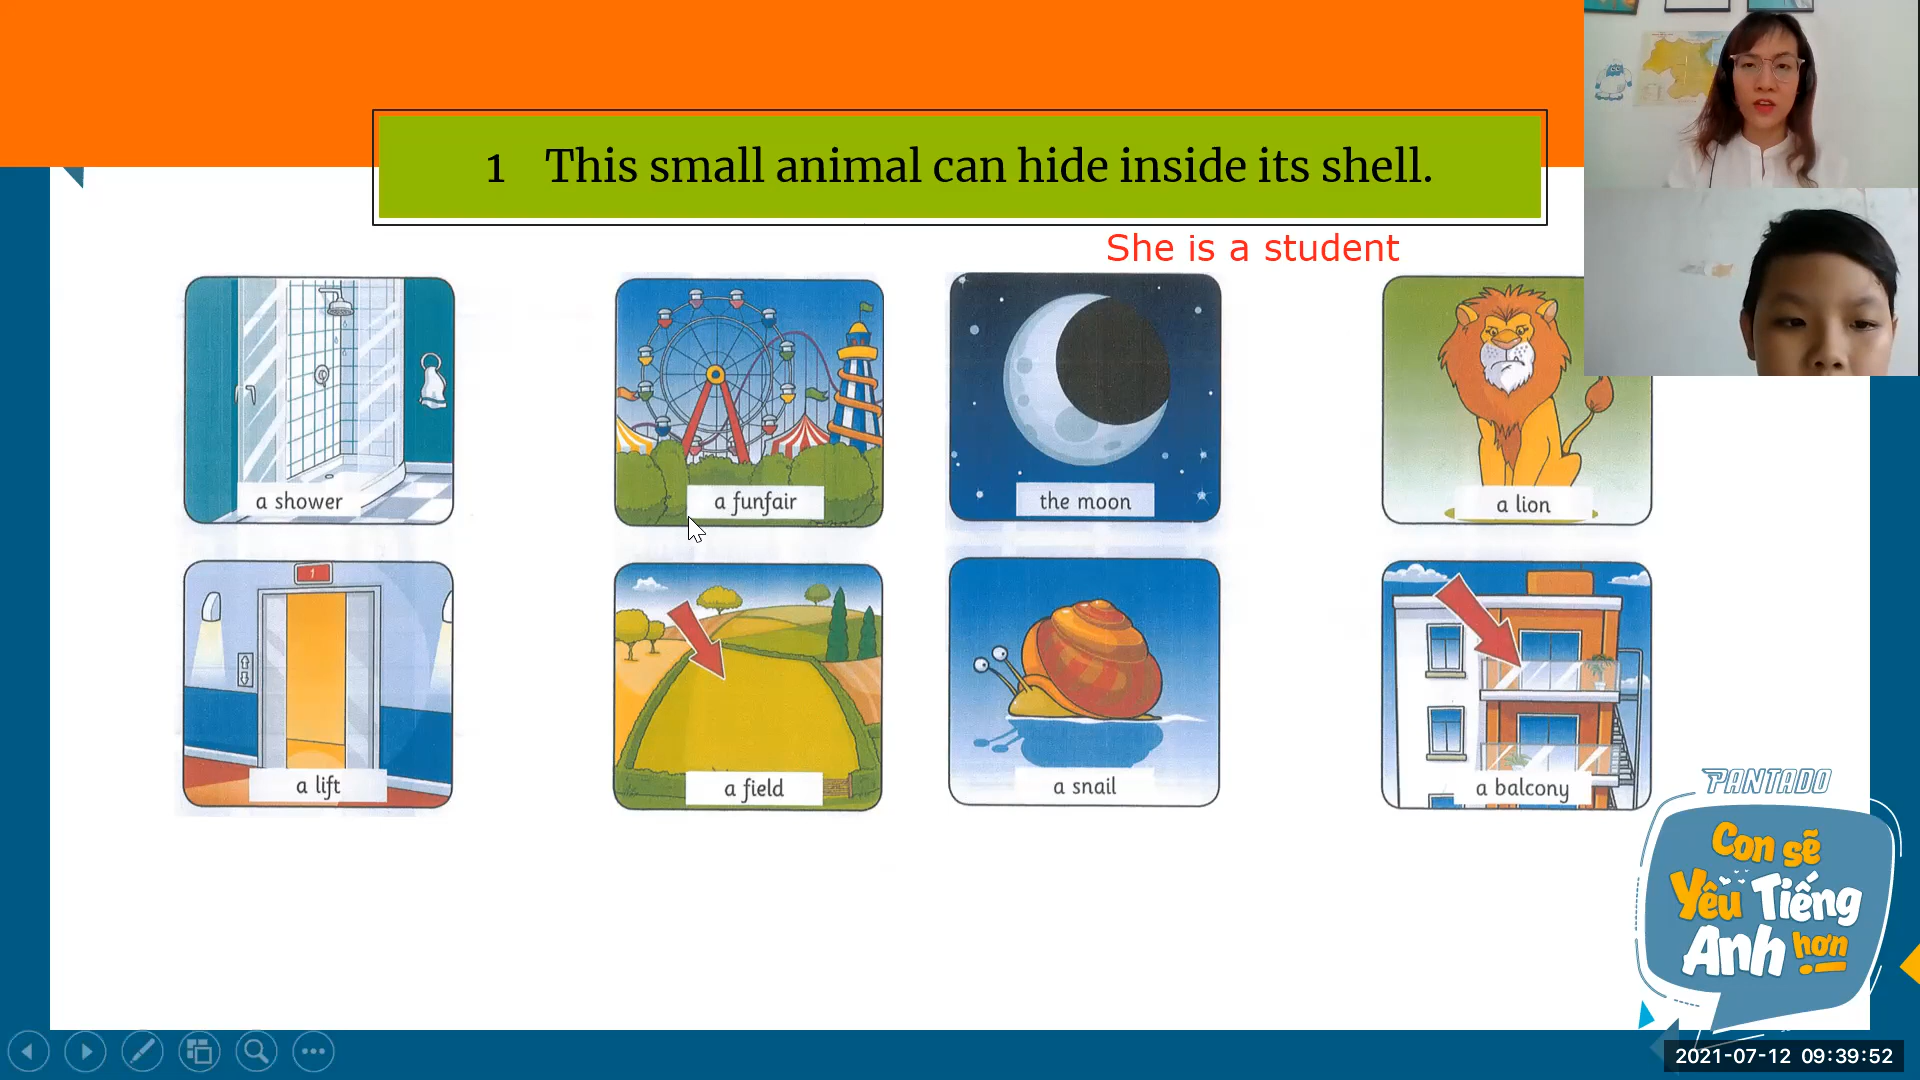 1 This small animal can hide inside its shell.
She is a student
a shower
a funfair
the moon
a lion
1
a lift
a field
a snail
a balcony
PANTADO
Con sẽ
Yêu Tiếng
Anh hơn
2021-07-12 09:39:52